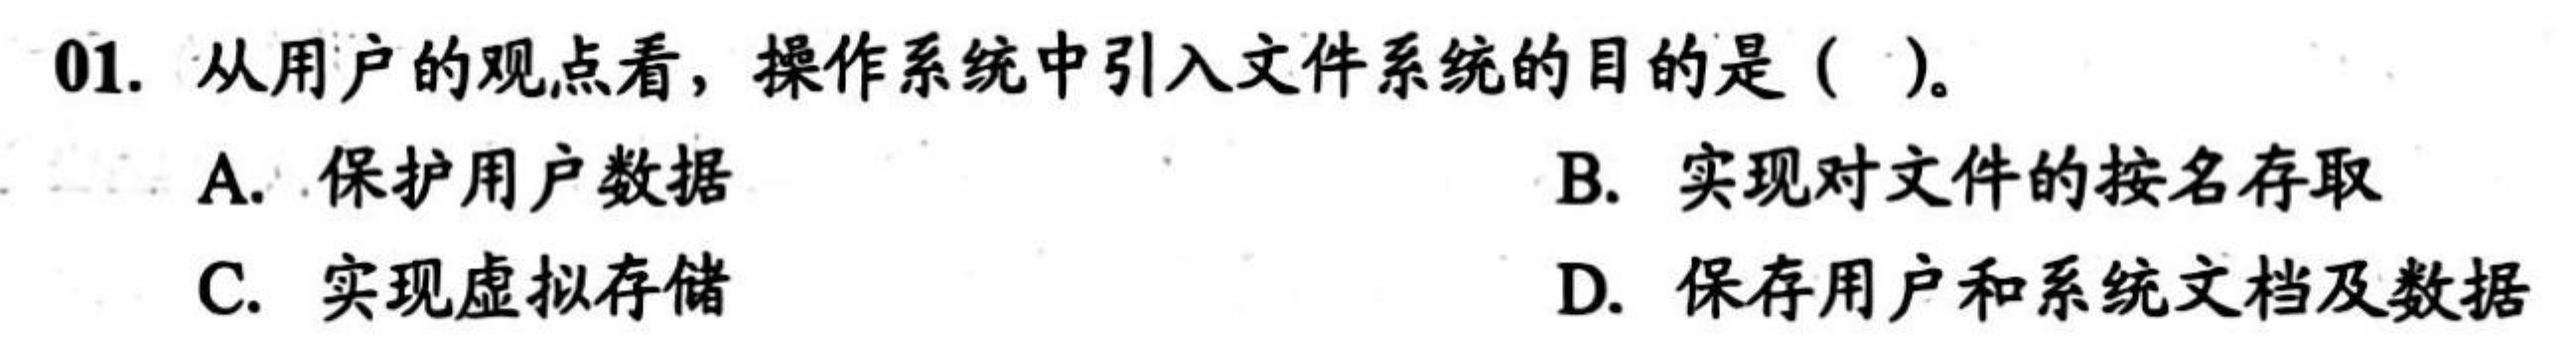 01. 从用户的观点看，操作系统中引入文件系统的目的是（ ）。
A. 保护用户数据 B. 实现对文件的按名存取
C. 实现虚拟存储 D. 保存用户和系统文档及数据